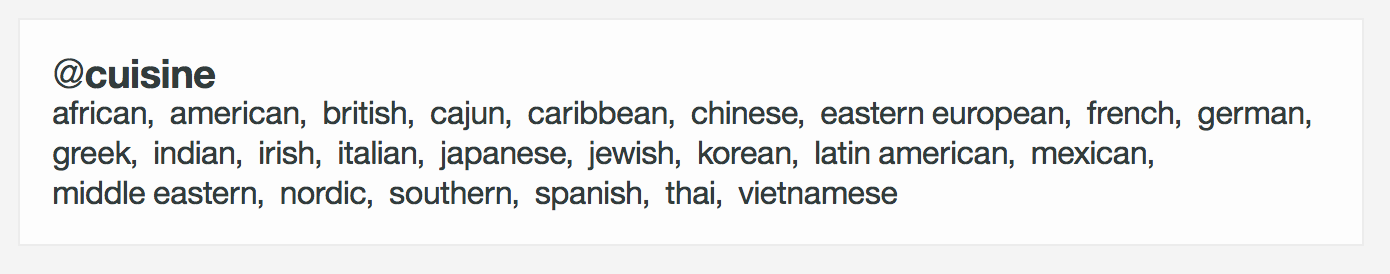 @cuisine
african, american, british, cajun, caribbean, chinese, eastern european, french, german,
greek, indian, irish, italian, japanese, jewish, korean, latin american, mexican,
middle eastern, nordic, southern, spanish, thai, vietnamese